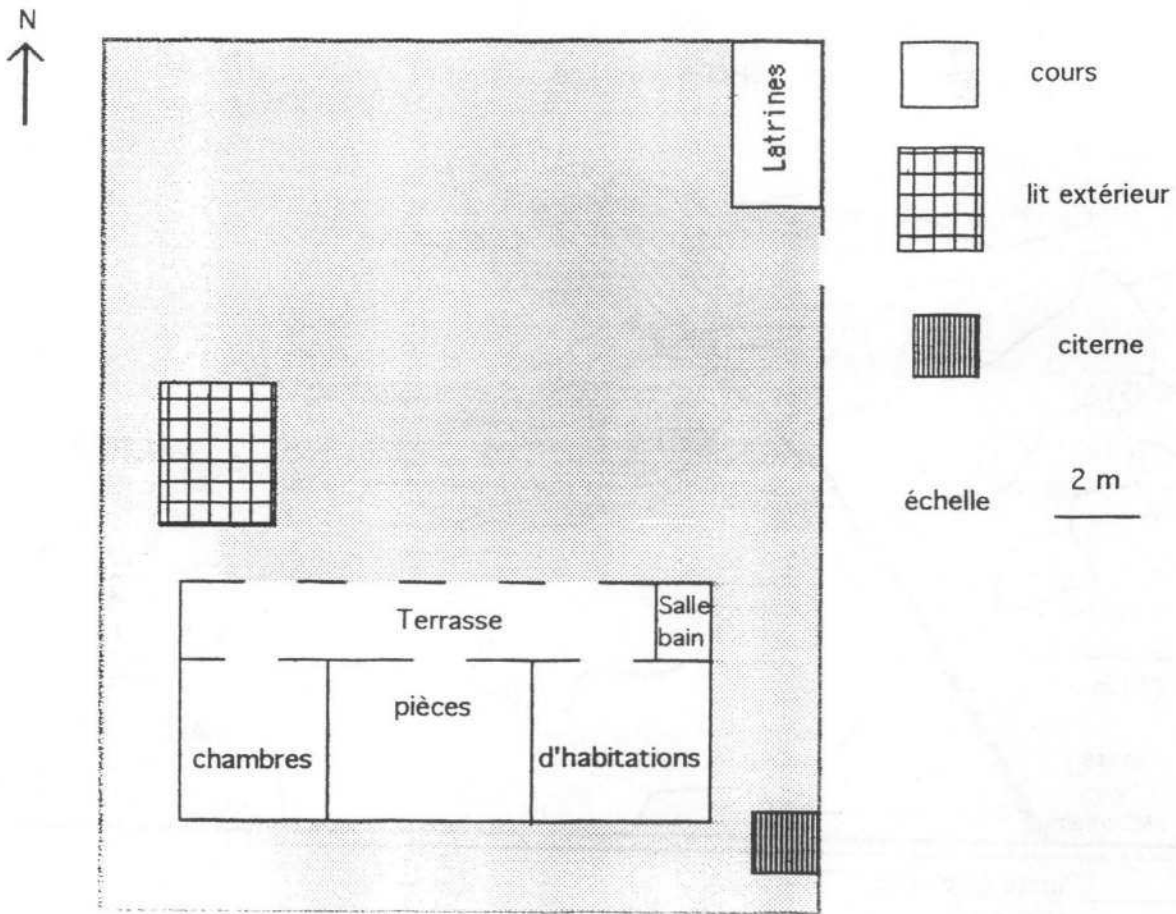 N
Latrines
cours
lit extérieur
citerne
échelle
2 m
Terrasse
Salle
bain
pièces
chambres
d'habitations